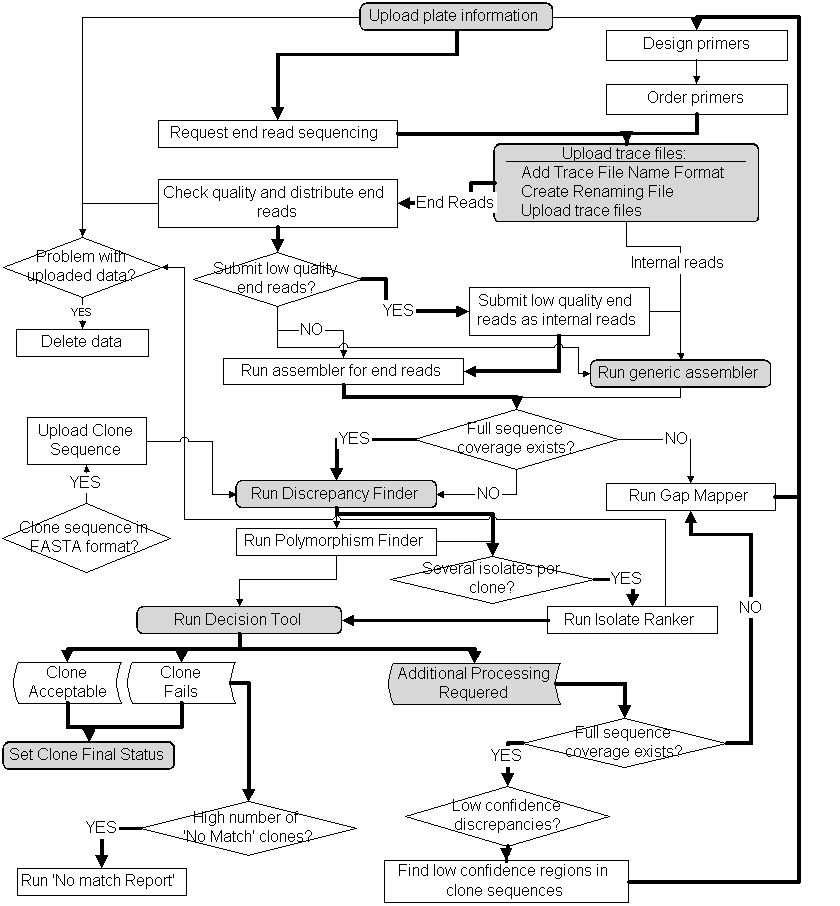 Upload plate information
Design primers
Order primers
Request end read sequencing
Upload trace files:
Add Trace File Name Format
Create Renaming File
Upload trace files
Check quality and distribute end
reads
End Reads
Problem with
uploaded data?
Submit low quality
end reads?
Internal reads
YES
Submit low quality end
reads as internal reads
YES
NO
Delete data
Run assembler for end reads
Run generic assembler
Upload Clone
Sequence
YES
Full sequence
coverage exists?
NO
YES
Run Discrepancy Finder
NO
Run Gap Mapper
Clone sequence in
FASTA format?
Run Polymorphism Finder
Several isolates per
clone?
YES
NO
Run Decision Tool
Run Isolate Ranker
Clone
Acceptable
Clone
Fails
Additional Processing
Requred
Set Clone Final Status
Full sequence
coverage exists?
YES
High number of
'No Match' clones?
Low confidence
discrepancies?
YES
Run 'No match Report'
Find low confidence regions in
clone sequences